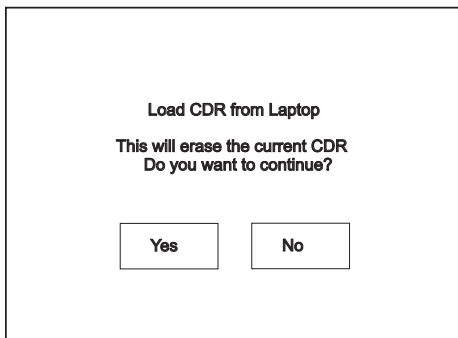 Load CDR from Laptop
This will erase the current CDR
Do you want to continue?
Yes
No